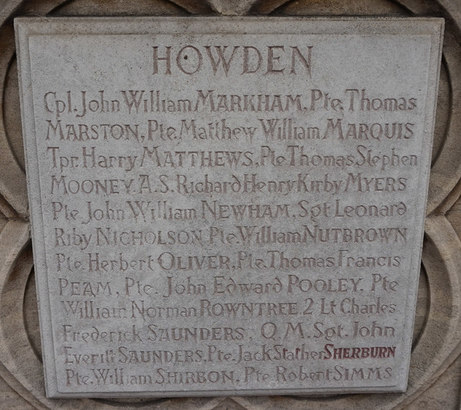 HOWDEN
Cpl. John William MARKHAM. Pte. Thomas
MARSTON, Pte. Matthew William MARQUIS
Tpr. Harry MATTHEWS. Pte. Thomas Stephen
MOONEY. A.S. Richard Henry Kirby MYERS
Pte John William NEWHAM. Sgt Leonard
Riby NICHOLSON Pte. William NUTBROWN
Pte. Herbert OLIVER. Pte. Thomas Francis
PEAM, Pte. John Edward POOLEY. Pte
William Norman ROWNTREE 2 Lt Charles
Frederick SAUNDERS. Q.M. Sgt. John
Everill SAUNDERS. Pte. Jack Stather SHERBURN
Pte. William SHIRBON. Pte Robert SIMMS